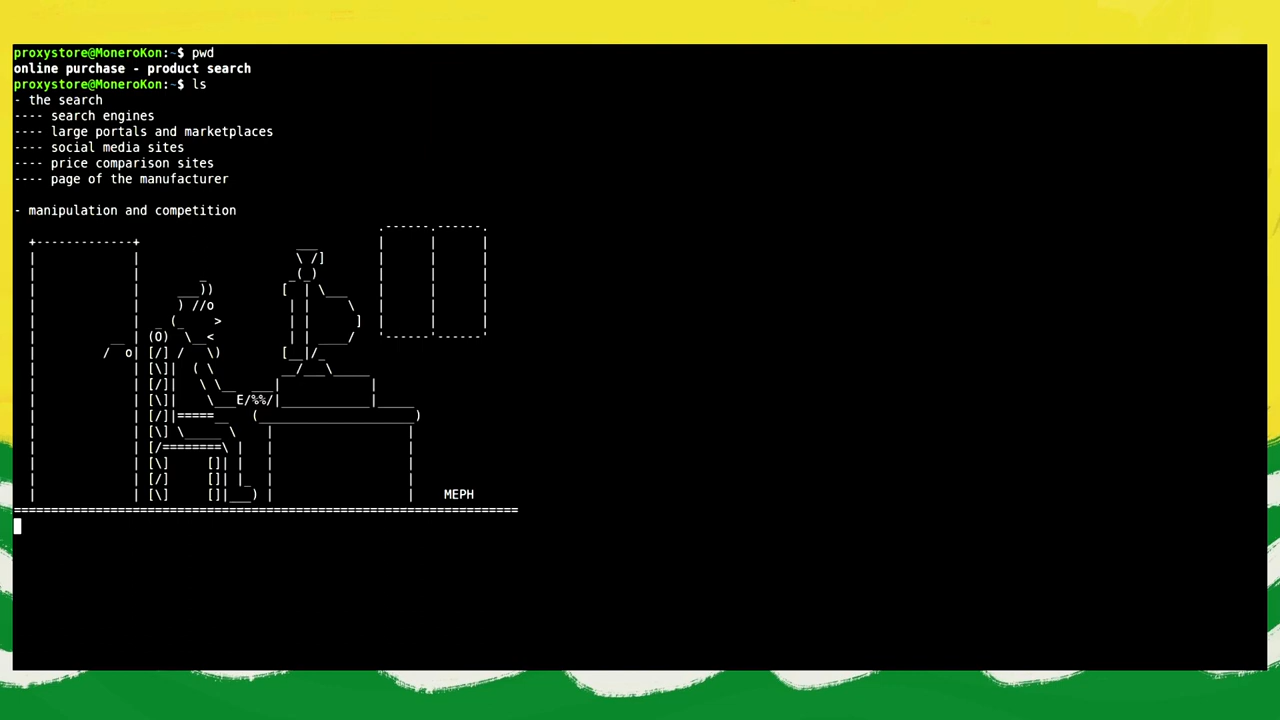 proxystore@MoneroKon:~$ pwd
online purchase - product search
proxystore@MoneroKon:~$ ls
- the search
---- search engines
---- large portals and marketplaces
---- social media sites
---- price comparison sites
---- page of the manufacturer
- manipulation and competition
MEPH